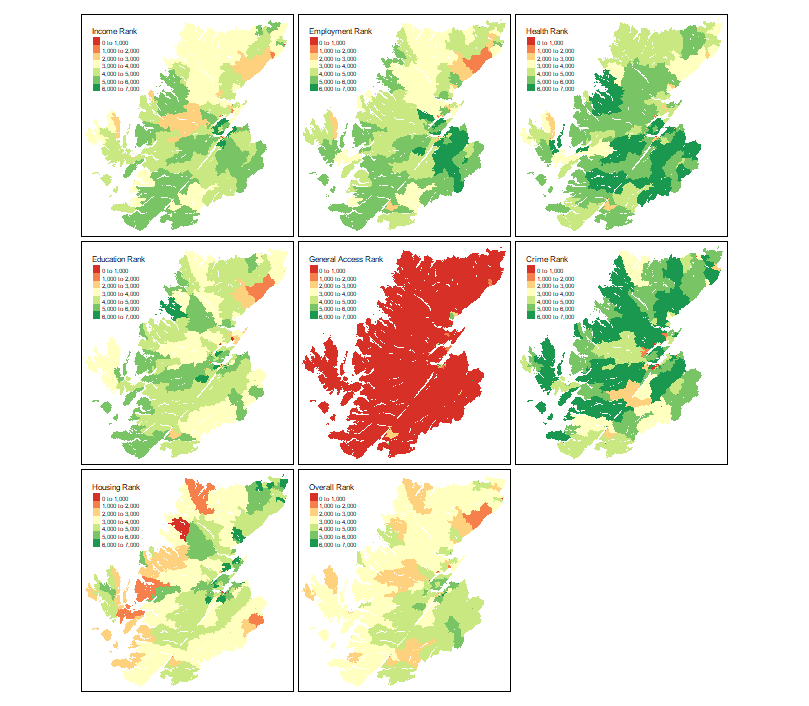 Income Rank
0 to 1,000
1,000 to 2,000
2,000 to 3,000
3,000 to 4,000
4,000 to 5,000
5,000 to 6,000
6,000 to 7,000
Employment Rank
0 to 1,000
1,000 to 2,000
2,000 to 3,000
3,000 to 4,000
4,000 to 5,000
5,000 to 6,000
6,000 to 7,000
Health Rank
0 to 1,000
1,000 to 2,000
2,000 to 3,000
3,000 to 4,000
4,000 to 5,000
5,000 to 6,000
6,000 to 7,000
Education Rank
0 to 1,000
1,000 to 2,000
2,000 to 3,000
3,000 to 4,000
4,000 to 5,000
5,000 to 6,000
6,000 to 7,000
General Access Rank
0 to 1,000
1,000 to 2,000
2,000 to 3,000
3,000 to 4,000
4,000 to 5,000
5,000 to 6,000
6,000 to 7,000
Crime Rank
0 to 1,000
1,000 to 2,000
2,000 to 3,000
3,000 to 4,000
4,000 to 5,000
5,000 to 6,000
6,000 to 7,000
Housing Rank
0 to 1,000
1,000 to 2,000
2,000 to 3,000
3,000 to 4,000
4,000 to 5,000
5,000 to 6,000
6,000 to 7,000
Overall Rank
0 to 1,000
1,000 to 2,000
2,000 to 3,000
3,000 to 4,000
4,000 to 5,000
5,000 to 6,000
6,000 to 7,000